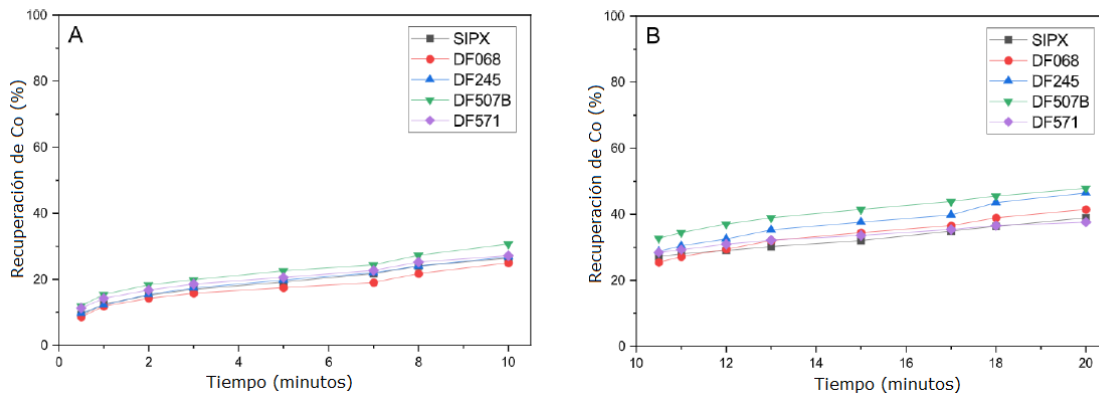 A
SIPX
DF068
DF245
DF507B
DF571
Recuperación de Co (%)
100
80
60
40
20
0
0 2 4 6 8 10
Tiempo (minutos)
B
SIPX
DF068
DF245
DF507B
DF571
Recuperación de Co (%)
100
80
60
40
20
0
10 12 14 16 18 20
Tiempo (minutos)